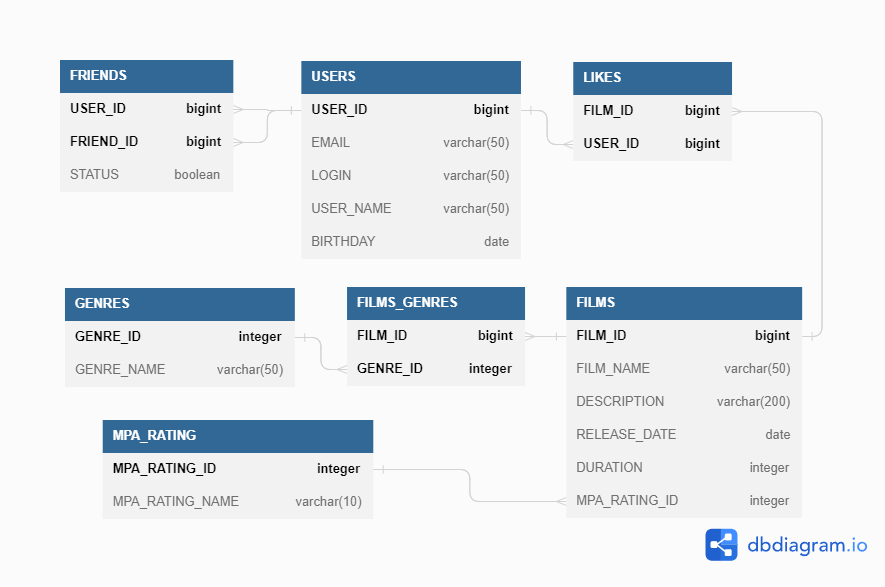 FRIENDS
USER_ID bigint
FRIEND_ID bigint
STATUS boolean
USERS
USER_ID bigint
EMAIL varchar(50)
LOGIN varchar(50)
USER_NAME varchar(50)
BIRTHDAY date
LIKES
FILM_ID bigint
USER_ID bigint
GENRES
GENRE_ID integer
GENRE_NAME varchar(50)
FILMS_GENRES
FILM_ID bigint
GENRE_ID integer
FILMS
FILM_ID bigint
FILM_NAME varchar(50)
DESCRIPTION varchar(200)
RELEASE_DATE date
DURATION integer
MPA_RATING_ID integer
MPA_RATING
MPA_RATING_ID integer
MPA_RATING_NAME varchar(10)
dbdiagram.io